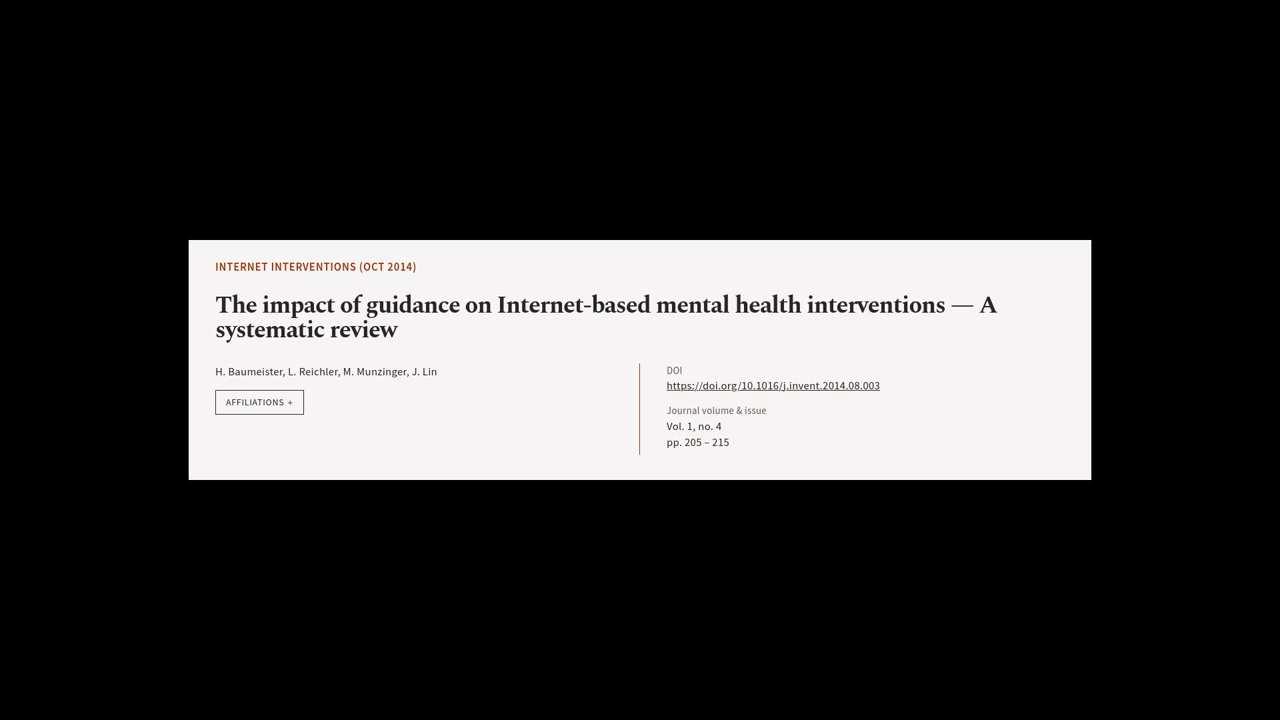 INTERNET INTERVENTIONS (OCT 2014)
The impact of guidance on Internet-based mental health interventions — A
systematic review
H. Baumeister, L. Reichler, M. Munzinger, J. Lin
AFFILIATIONS +
DOI
https://doi.org/10.1016/j.invent.2014.08.003
Journal volume & issue
Vol. 1, no. 4
pp. 205 – 215